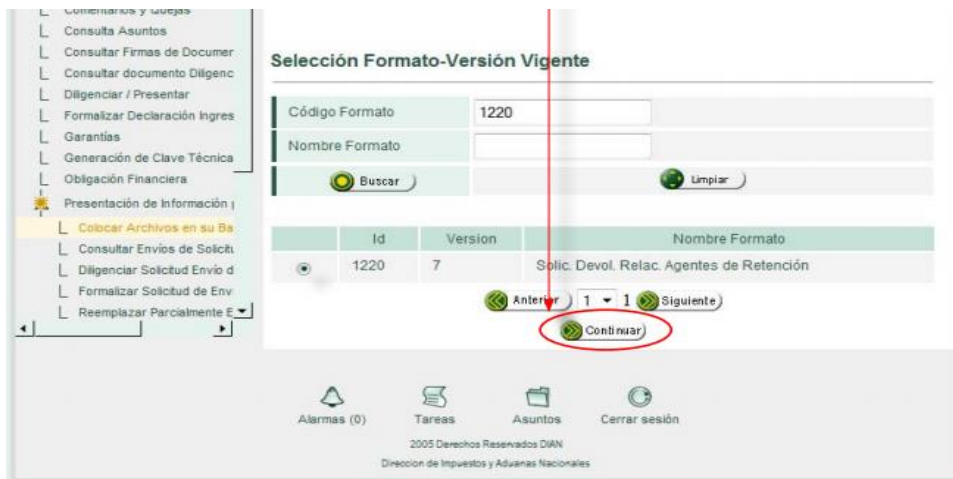 Comentarios y Quejas
Consulta Asuntos
Consultar Firmas de Documer
Consultar documento Diligenc
Diligenciar / Presentar
Formalizar Declaración Ingres
Garantías
Generación de Clave Técnica
Obligación Financiera
Presentación de Información
Colocar Archivos en su Ba
Consultar Envíos de Solicitu
Diligenciar Solicitud Envío d
Formalizar Solicitud de Env
Reemplazar Parcialmente E
Selección Formato-Versión Vigente
Código Formato 1220
Nombre Formato
Buscar Limpiar
Id Version Nombre Formato
1220 7 Solic. Devol. Relac. Agentes de Retención
Anterior 1 1 Siguiente
Continuar
Alarmas (0) Tareas Asuntos Cerrar sesión
2005 Derechos Reservados DIAN
Direccion de Impuestos y Aduanas Nacionales